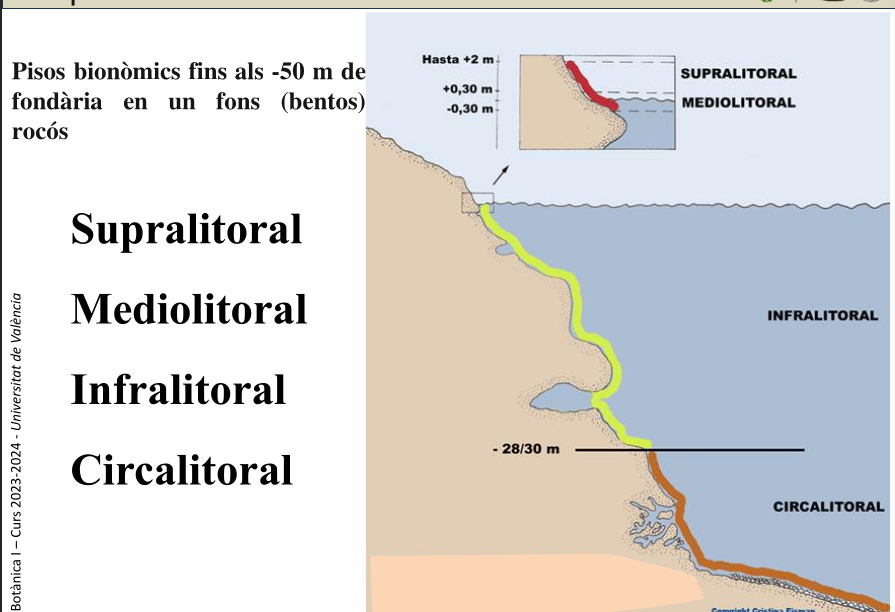 Pisos bionòmics fins als -50 m de
fondària en un fons (bentos)
rocós
Supralitoral
Mediolitoral
Infralitoral
Circalitoral
Botànica I – Curs 2023-2024 - Universitat de València
Hasta +2 m
+0,30 m
-0,30 m
SUPRALITORAL
MEDIOLITORAL
INFRALITORAL
- 28/30 m
CIRCALITORAL
Copyright Cristina Eisman